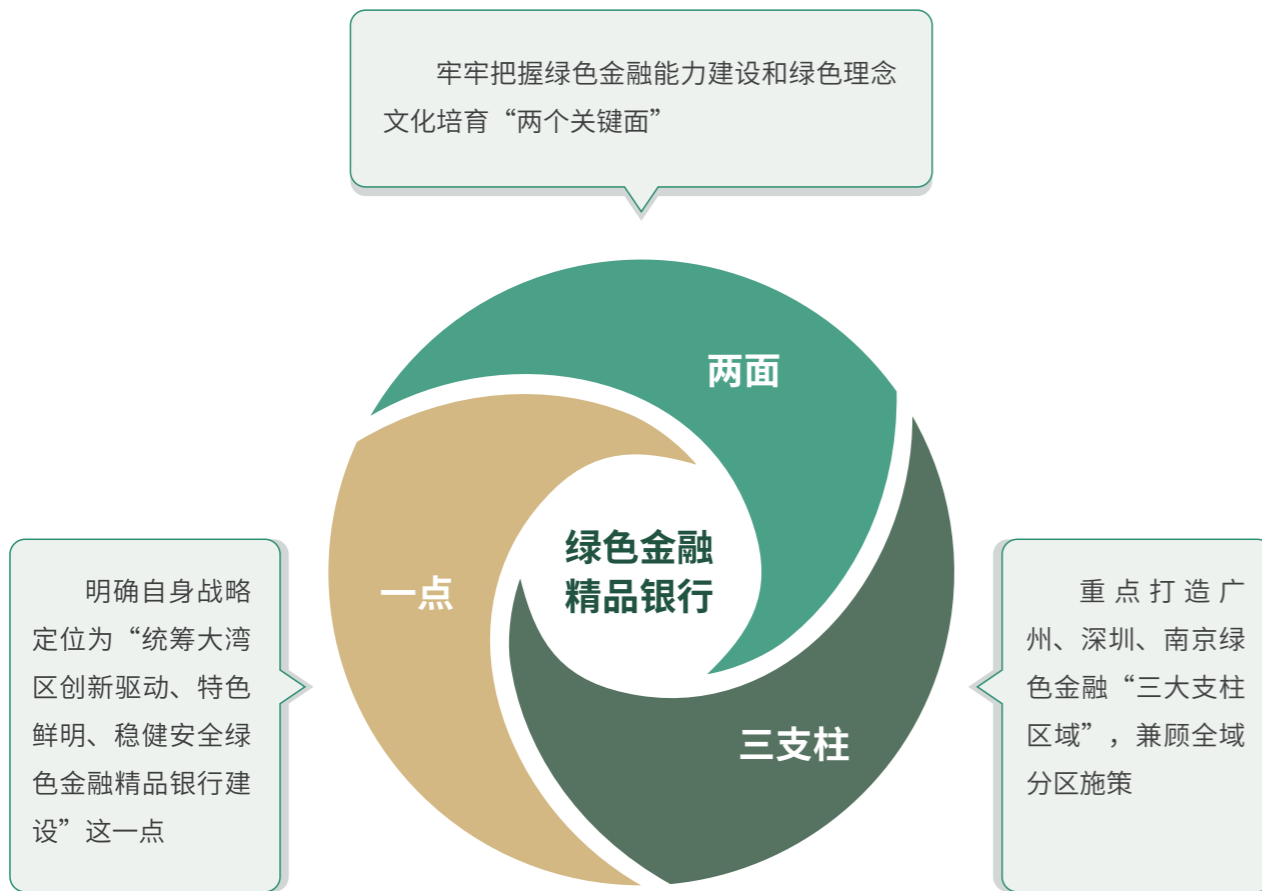 牢牢把握绿色金融能力建设和绿色理念
文化培育“两个关键面”
两面
一点
绿色金融
精品银行
三支柱
明确自身战略
定位为“统筹大湾
区创新驱动、特色
鲜明、稳健安全绿
色金融精品银行建
设”这一点
重点打造广
州、深圳、南京绿
色金融“三大支柱
区域”，兼顾全域
分区施策